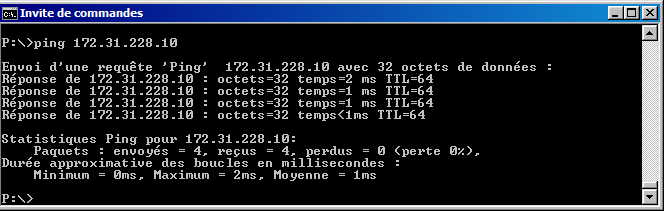 Invite de commandes
P:\>ping 172.31.228.10
Envoi d'une requête 'Ping'  172.31.228.10 avec 32 octets de données :
Réponse de 172.31.228.10 : octets=32 temps=2 ms TTL=64
Réponse de 172.31.228.10 : octets=32 temps=1 ms TTL=64
Réponse de 172.31.228.10 : octets=32 temps=1 ms TTL=64
Réponse de 172.31.228.10 : octets=32 temps<1ms TTL=64
Statistiques Ping pour 172.31.228.10:
    Paquets : envoyés = 4, reçus = 4, perdus = 0 (perte 0%),
Durée approximative des boucles en millisecondes :
    Minimum = 0ms, Maximum = 2ms, Moyenne = 1ms
P:\>